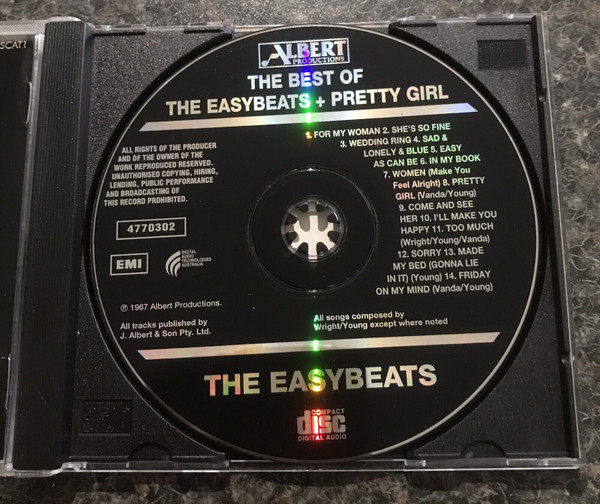 SCAT1
ALBERT
PRODUCTIONS
THE BEST OF
THE EASYBEATS + PRETTY GIRL
ALL RIGHTS OF THE PRODUCER
AND OF THE OWNER OF THE
WORK REPRODUCED RESERVED.
UNAUTHORISED COPYING, HIRING,
LENDING, PUBLIC PERFORMANCE
AND BROADCASTING OF
THIS RECORD PROHIBITED.
4770302
EMI
DIGITAL
AUDIO
TECHNOLOGIES
AUSTRALIA
℗ 1967 Albert Productions.
All tracks published by
J. Albert & Son Pty. Ltd.
1. FOR MY WOMAN 2. SHE'S SO FINE
3. WEDDING RING 4. SAD &
LONELY & BLUE 5. EASY
AS CAN BE 6. IN MY BOOK
7. WOMEN (Make You
Feel Alright) 8. PRETTY
GIRL (Vanda/Young)
9. COME AND SEE
HER 10. I'LL MAKE YOU
HAPPY 11. TOO MUCH
(Wright/Young/Vanda)
12. SORRY 13. MADE
MY BED (GONNA LIE
IN IT) (Young) 14. FRIDAY
ON MY MIND (Vanda/Young)
All songs composed by
Wright/Young except where noted
THE EASYBEATS
COMPACT
disc
DIGITAL AUDIO